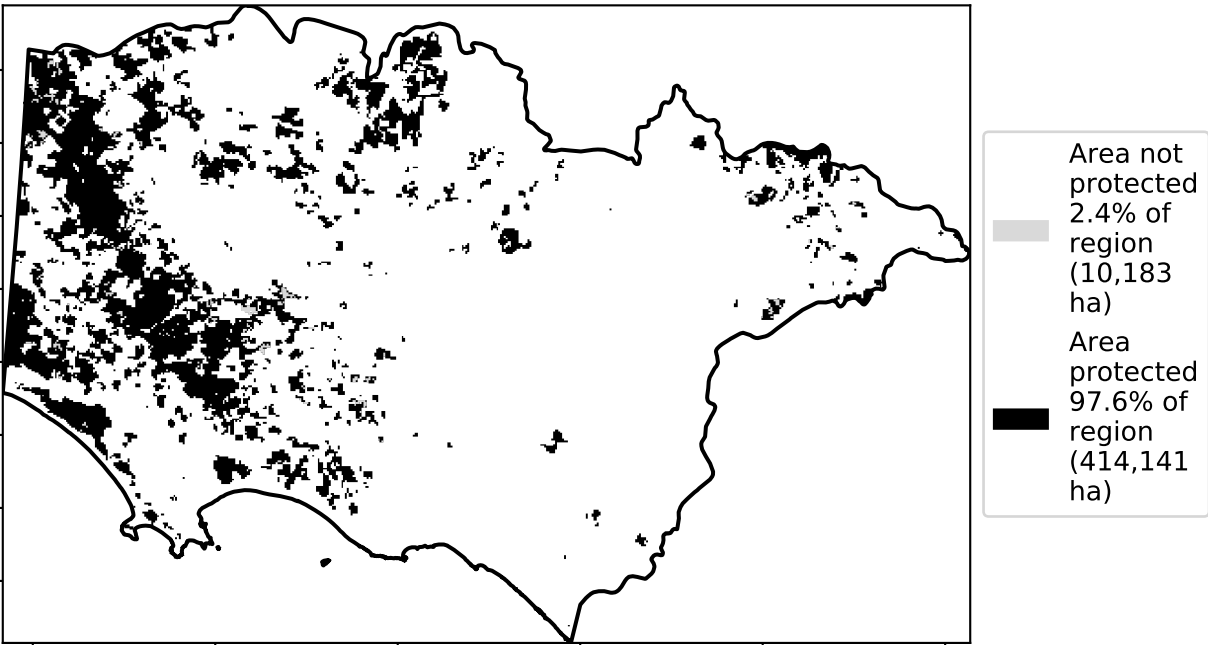 Area not
protected
2.4% of
region
(10,183
ha)
Area
protected
97.6% of
region
(414,141
ha)